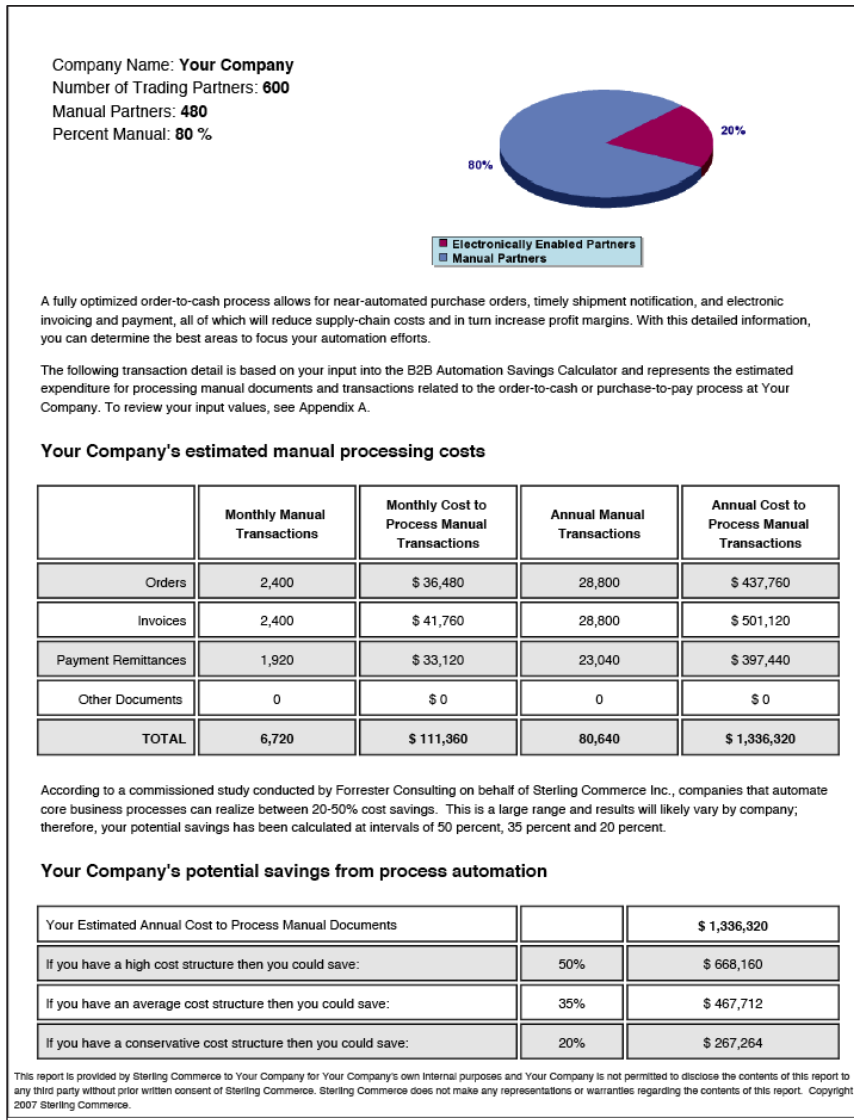 Company Name: Your Company
Number of Trading Partners: 600
Manual Partners: 480
Percent Manual: 80 %
20%
80%
Electronically Enabled Partners
Manual Partners
A fully optimized order-to-cash process allows for near-automated purchase orders, timely shipment notification, and electronic
invoicing and payment, all of which will reduce supply-chain costs and in turn increase profit margins. With this detailed information,
you can determine the best areas to focus your automation efforts.
The following transaction detail is based on your input into the B2B Automation Savings Calculator and represents the estimated
expenditure for processing manual documents and transactions related to the order-to-cash or purchase-to-pay process at Your
Company. To review your input values, see Appendix A.
Your Company's estimated manual processing costs
Monthly Manual Transactions Monthly Cost to Process Manual Transactions Annual Manual Transactions Annual Cost to Process Manual Transactions
Orders 2,400 $ 36,480 28,800 $ 437,760
Invoices 2,400 $ 41,760 28,800 $ 501,120
Payment Remittances 1,920 $ 33,120 23,040 $ 397,440
Other Documents 0 $ 0 0 $ 0
TOTAL 6,720 $ 111,360 80,640 $ 1,336,320
According to a commissioned study conducted by Forrester Consulting on behalf of Sterling Commerce Inc., companies that automate
core business processes can realize between 20-50% cost savings. This is a large range and results will likely vary by company;
therefore, your potential savings has been calculated at intervals of 50 percent, 35 percent and 20 percent.
Your Company's potential savings from process automation
Your Estimated Annual Cost to Process Manual Documents $ 1,336,320
If you have a high cost structure then you could save: 50% $ 668,160
If you have an average cost structure then you could save: 35% $ 467,712
If you have a conservative cost structure then you could save: 20% $ 267,264
This report is provided by Sterling Commerce to Your Company for Your Company's own internal purposes and Your Company is not permitted to disclose the contents of this report to
any third party without prior written consent of Sterling Commerce. Sterling Commerce does not make any representations or warranties regarding the contents of this report. Copyright
2007 Sterling Commerce.